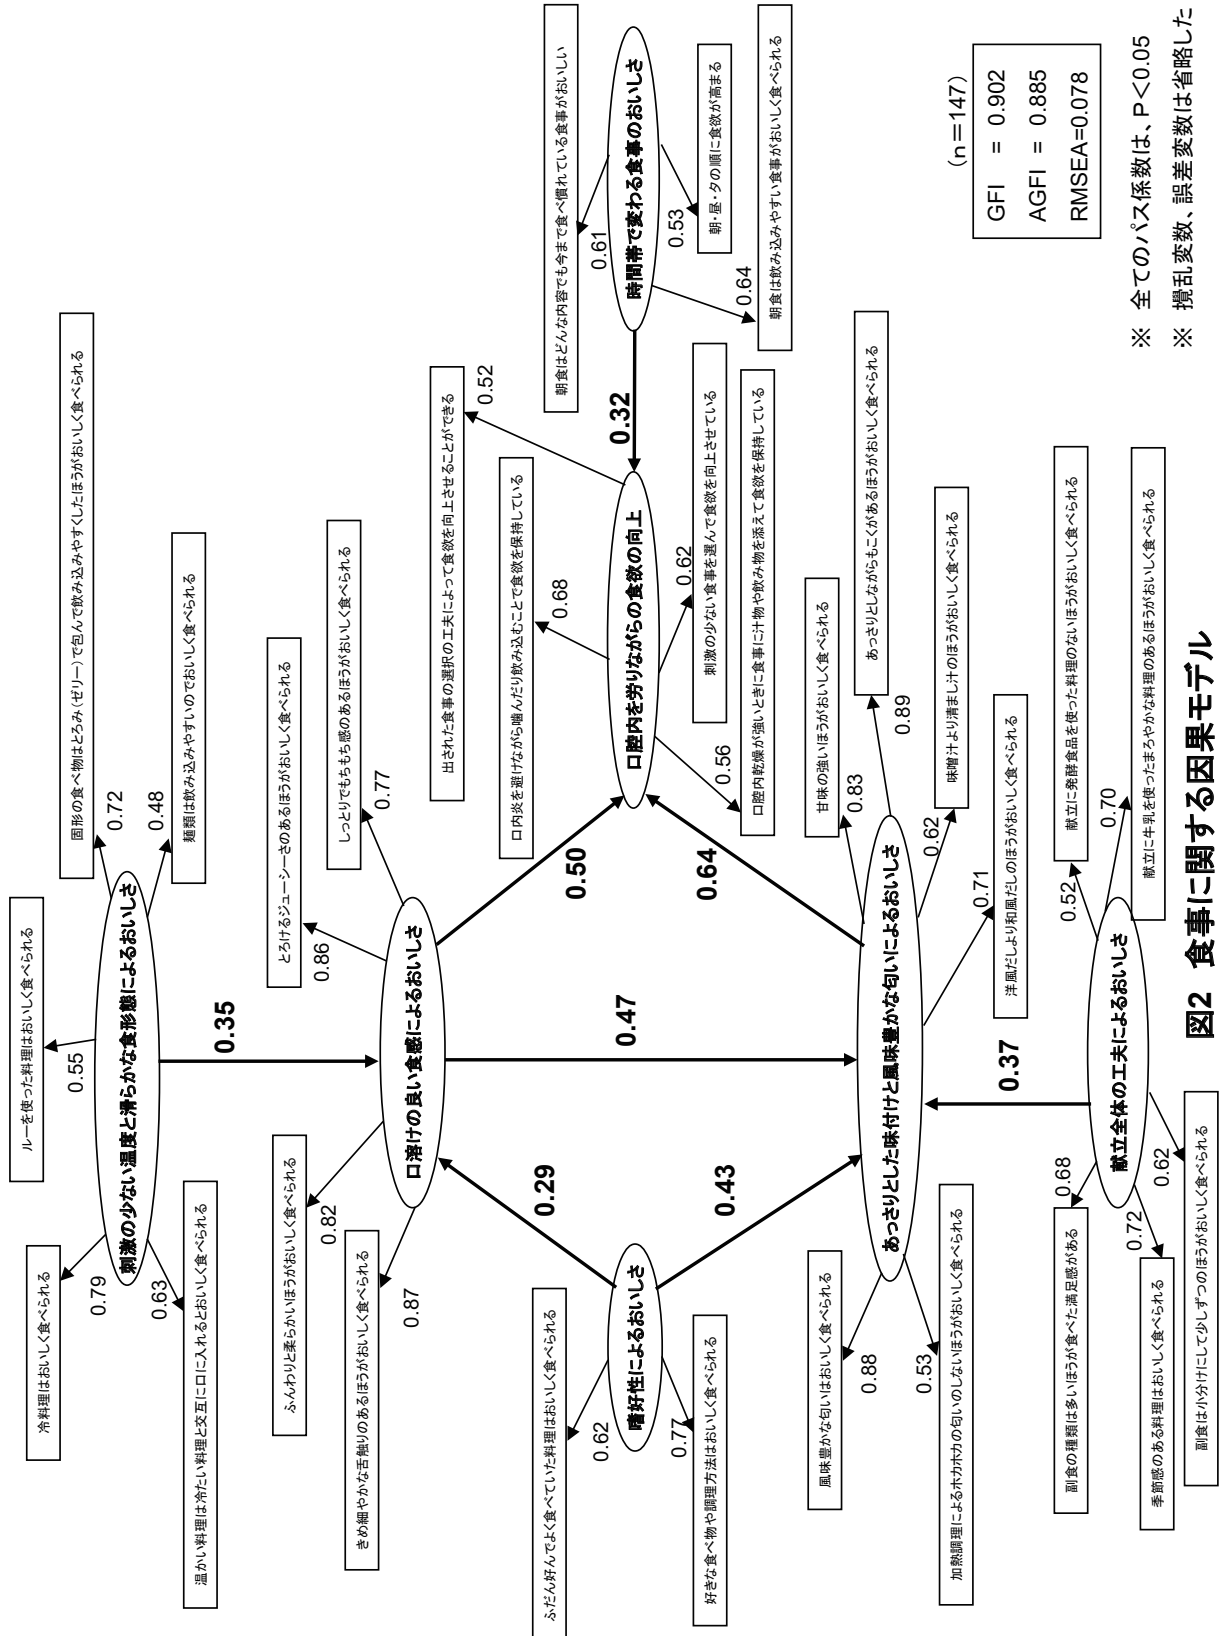 冷料理はおいしく食べられる
0.79
ルーを使った料理はおいしく食べられる
0.55
固形の食べ物はとろみ(ゼリー)で包んで飲み込みやすくしたほうがおいしく食べられる
0.72
刺激の少ない温度と滑らかな食形態によるおいしさ
0.63
温かい料理は冷たい料理と交互に口に入れるとおいしく食べられる
0.48
麺類は飲み込みやすいのでおいしく食べられる
0.35
ふんわりと柔らかいほうがおいしく食べられる
0.82
とろけるジューシーさのあるほうがおいしく食べられる
0.86
しっとりでもちもち感のあるほうがおいしく食べられる
0.77
きめ細やかな舌触りのあるほうがおいしく食べられる
0.87
口溶けの良い食感によるおいしさ
出された食事の選択の工夫によって食欲を向上させることができる
0.52
口内炎を避けながら噛んだり飲み込むことで食欲を保持している
0.68
朝食はどんな内容でも今まで食べ慣れている食事がおいしい
0.61
0.29
0.47
0.50
ふだん好んでよく食べていた料理はおいしく食べられる
0.62
嗜好性によるおいしさ
口腔内を労りながらの食欲の向上
0.32
時間帯で変わる食事のおいしさ
0.77
好きな食べ物や調理方法はおいしく食べられる
0.62
刺激の少ない食事を選んで食欲を向上させている
0.53
朝・昼・夕の順に食欲が高まる
0.56
口腔内乾燥が強いときに食事に汁物や飲み物を添えて食欲を保持している
0.64
朝食は飲み込みやすい食事がおいしく食べられる
0.43
0.64
風味豊かな匂いはおいしく食べられる
0.88
甘味の強いほうがおいしく食べられる
0.83
あっさりとしながらもこくがあるほうがおいしく食べられる
0.89
あっさりとした味付けと風味豊かな匂いによるおいしさ
0.53
加熱調理によるホカホカの匂いのしないほうがおいしく食べられる
0.62
味噌汁より清まし汁のほうがおいしく食べられる
0.71
洋風だしより和風だしのほうがおいしく食べられる
0.37
副食の種類は多いほうが食べた満足感がある
0.68
0.52
献立に発酵食品を使った料理のないほうがおいしく食べられる
献立全体の工夫によるおいしさ
0.72
季節感のある料理はおいしく食べられる
0.62
副食は小分けにして少しずつのほうがおいしく食べられる
0.70
献立に牛乳を使ったまろやかな料理のあるほうがおいしく食べられる
(n=147)
GFI = 0.902
AGFI = 0.885
RMSEA=0.078
※ 全てのパス係数は、P<0.05
※ 攪乱変数、誤差変数は省略した
図2 食事に関する因果モデル